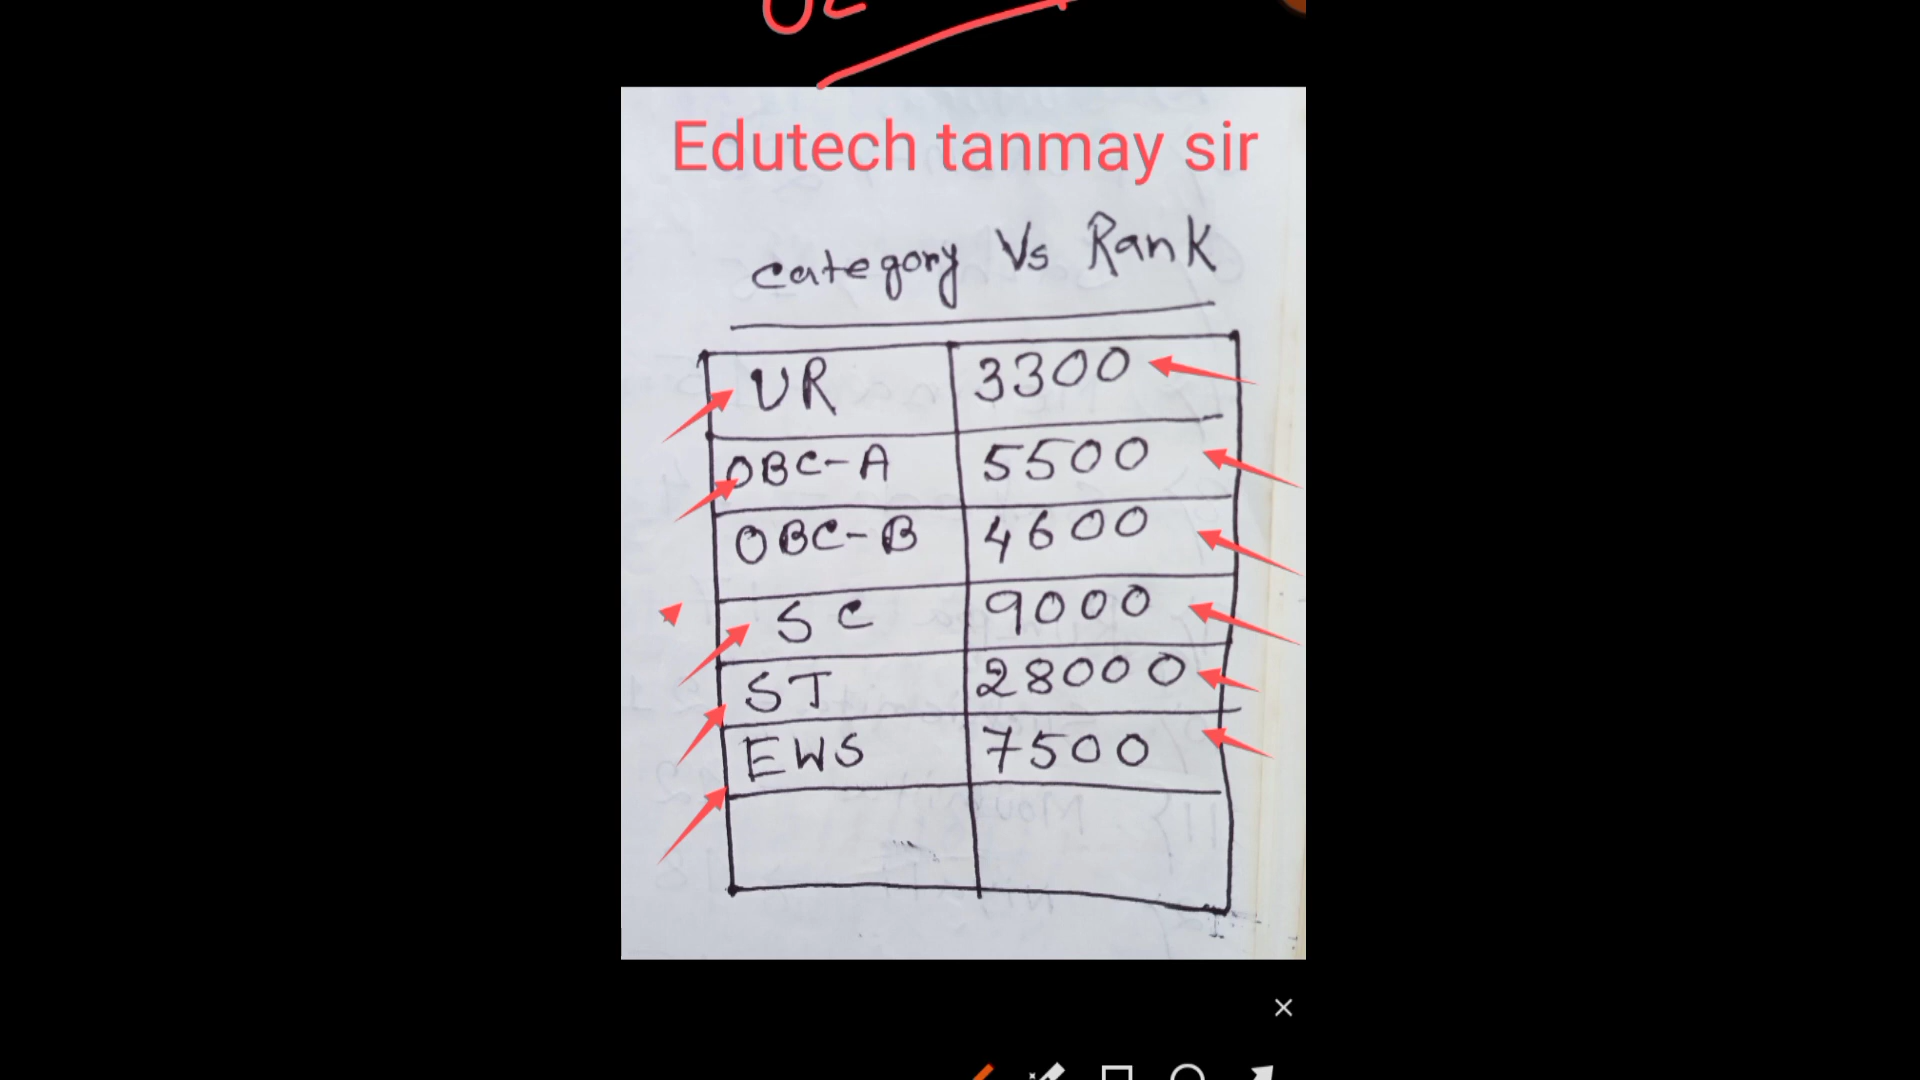 Edutech tanmay sir
category Vs Rank
UR 3300
OBC-A 5500
OBC-B 4600
SC 9000
ST 28000
EWS 7500